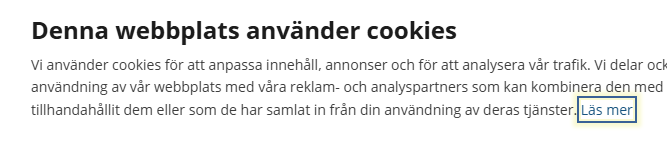 Denna webbplats använder cookies
Vi använder cookies för att anpassa innehåll, annonser och för att analysera vår trafik. Vi delar ock
användning av vår webbplats med våra reklam- och analyspartners som kan kombinera den med
tillhandahållit dem eller som de har samlat in från din användning av deras tjänster. Läs mer